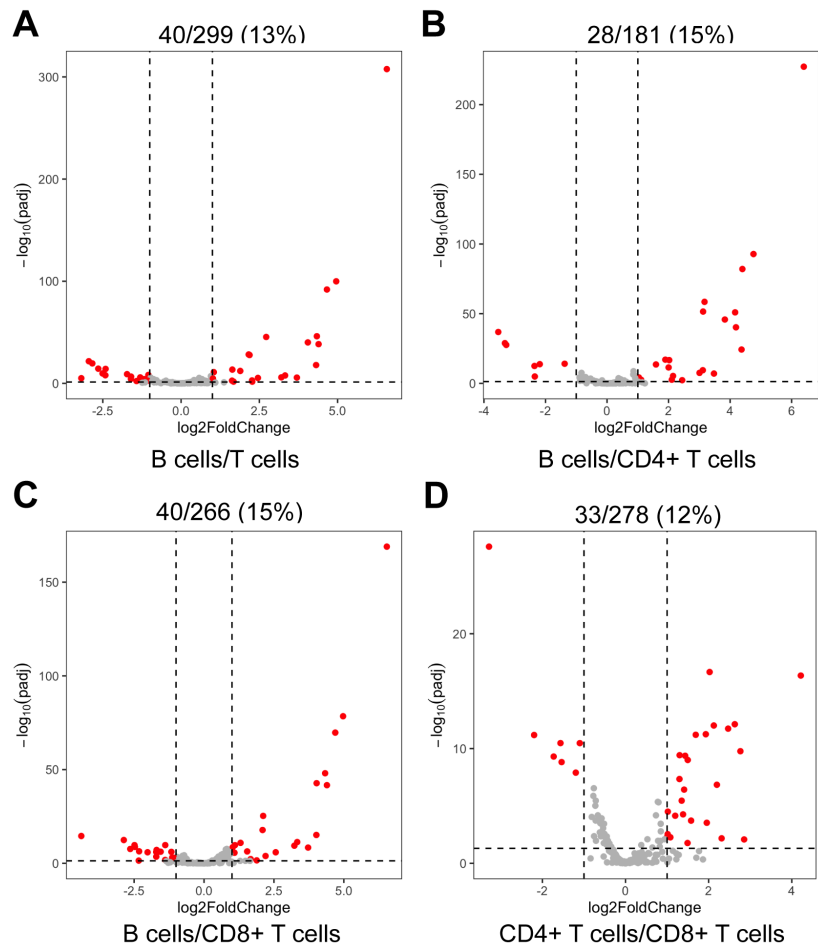 A
40/299 (13%)
300
200
100
0
−log10(padj)
-2.5 0.0 2.5 5.0
log2FoldChange
B cells/T cells
B
28/181 (15%)
200
150
100
50
0
−log10(padj)
-4 -2 0 2 4 6
log2FoldChange
B cells/CD4+ T cells
C
40/266 (15%)
150
100
50
0
−log10(padj)
-2.5 0.0 2.5 5.0
log2FoldChange
B cells/CD8+ T cells
D
33/278 (12%)
20
10
0
−log10(padj)
-2 0 2 4
log2FoldChange
CD4+ T cells/CD8+ T cells